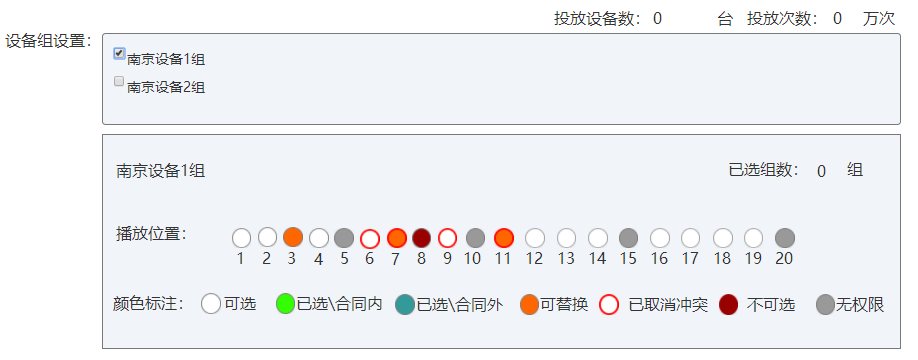 投放设备数：0 台 投放次数：0 万次
设备组设置：
南京设备1组
南京设备2组
南京设备1组 已选组数：0 组
播放位置：
1 2 3 4 5 6 7 8 9 10 11 12 13 14 15 16 17 18 19 20
颜色标注： 可选 已选\合同内 已选\合同外 可替换 已取消冲突 不可选 无权限